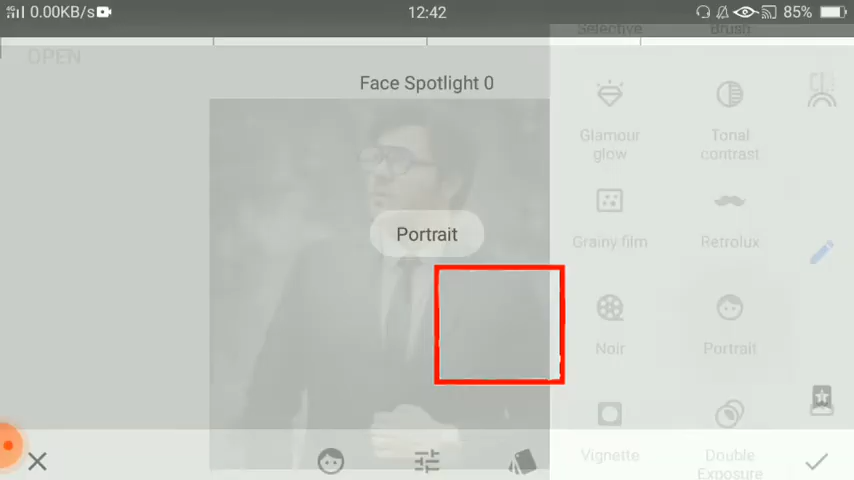 4G 0.00KB/s
12:42
85%
Selective
Brush
OPEN
Face Spotlight 0
Glamour
glow
Tonal
contrast
Portrait
Grainy film
Retrolux
Noir
Portrait
Vignette
Double
Exposure